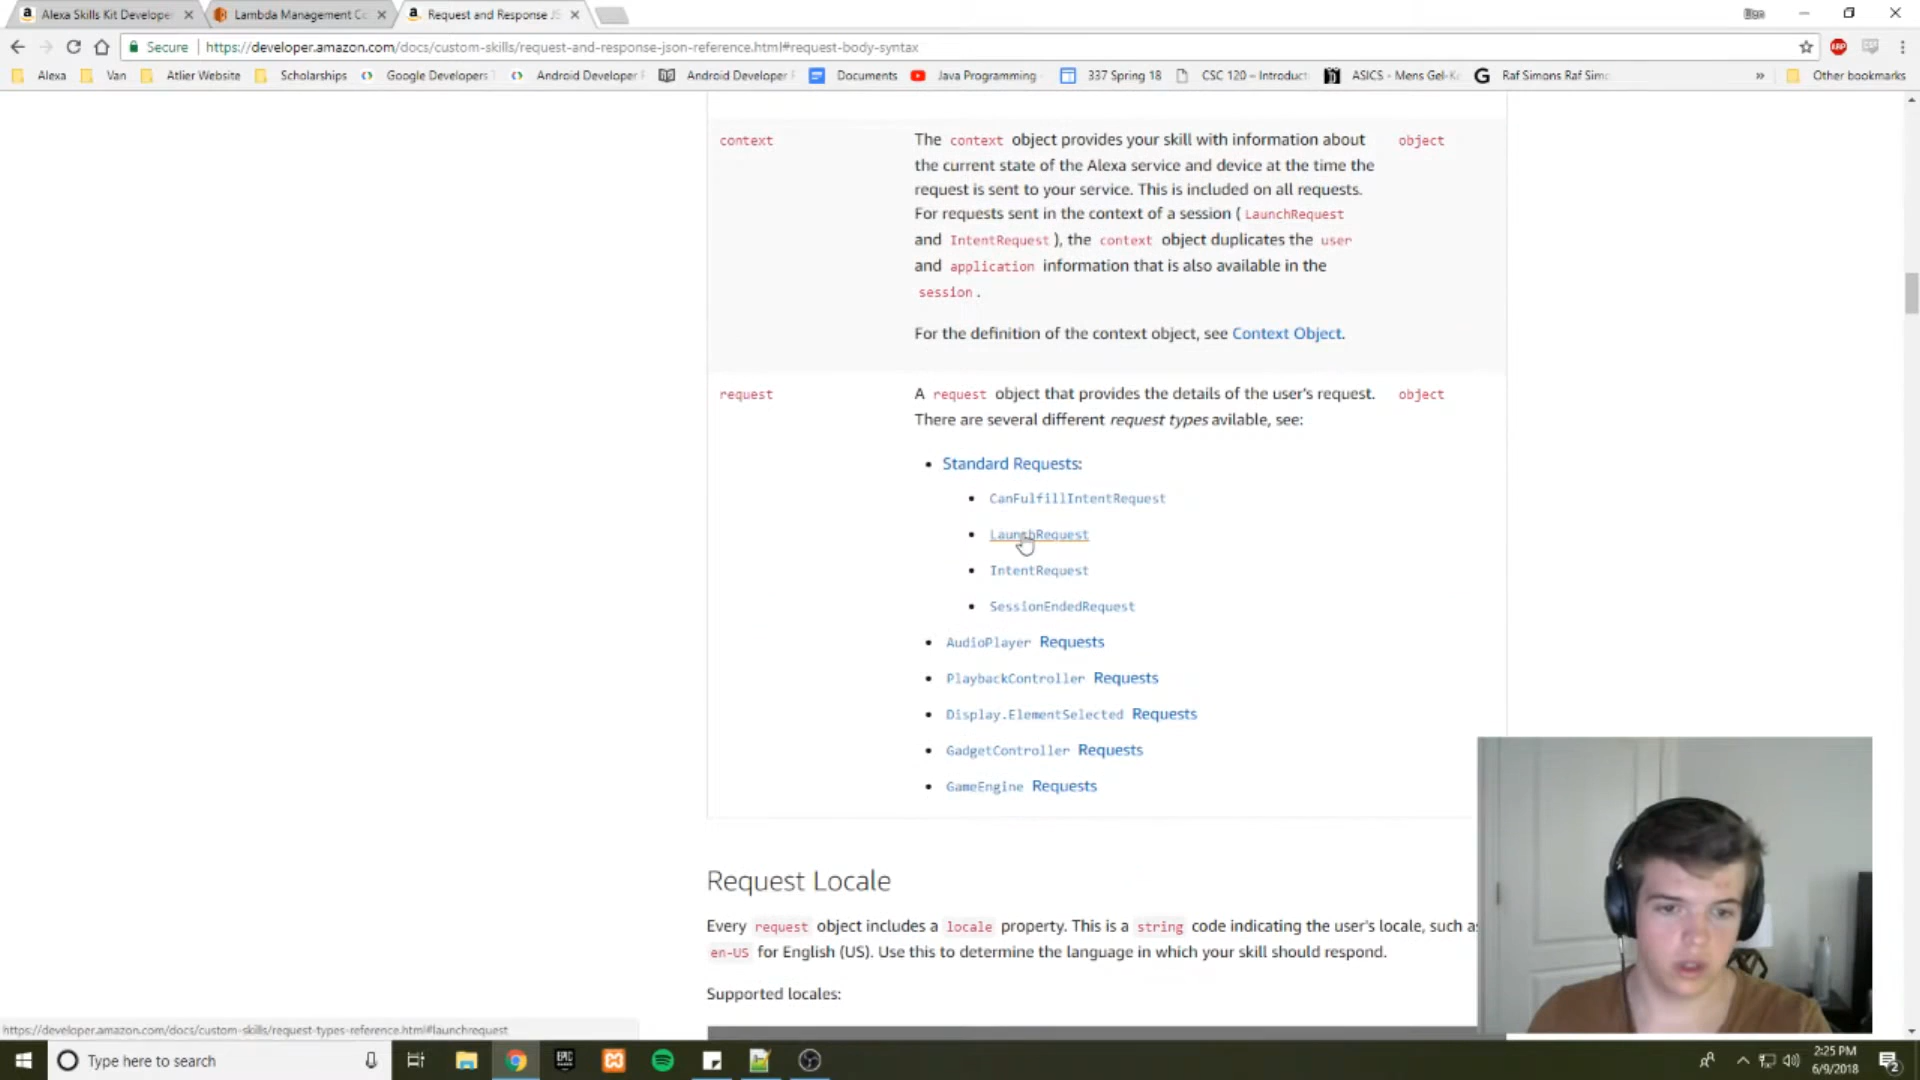 Alexa Skills Kit Developer
Lambda Management Co
Request and Response JS
Secure | https://developer.amazon.com/docs/custom-skills/request-and-response-json-reference.html#request-body-syntax
Alexa Van Atlier Website Scholarships Google Developers Android Developer Android Developer Documents Java Programming 337 Spring 18 CSC 120 – Introduct ASICS - Mens Gel-K Raf Simons Raf Sim » Other bookmarks
context
The context object provides your skill with information about
object
the current state of the Alexa service and device at the time the
request is sent to your service. This is included on all requests.
For requests sent in the context of a session ( LaunchRequest
and IntentRequest ), the context object duplicates the user
and application information that is also available in the
session .
For the definition of the context object, see Context Object.
request
A request object that provides the details of the user's request.
object
There are several different request types avilable, see:
• Standard Requests:
• CanFulfillIntentRequest
• LaunchRequest
• IntentRequest
• SessionEndedRequest
• AudioPlayer Requests
• PlaybackController Requests
• Display.ElementSelected Requests
• GadgetController Requests
• GameEngine Requests
Request Locale
Every request object includes a locale property. This is a string code indicating the user's locale, such as
en-US for English (US). Use this to determine the language in which your skill should respond.
Supported locales:
https://developer.amazon.com/docs/custom-skills/request-types-reference.html#launchrequest
Type here to search
EPIC GAMES
2:25 PM
6/9/2018
2